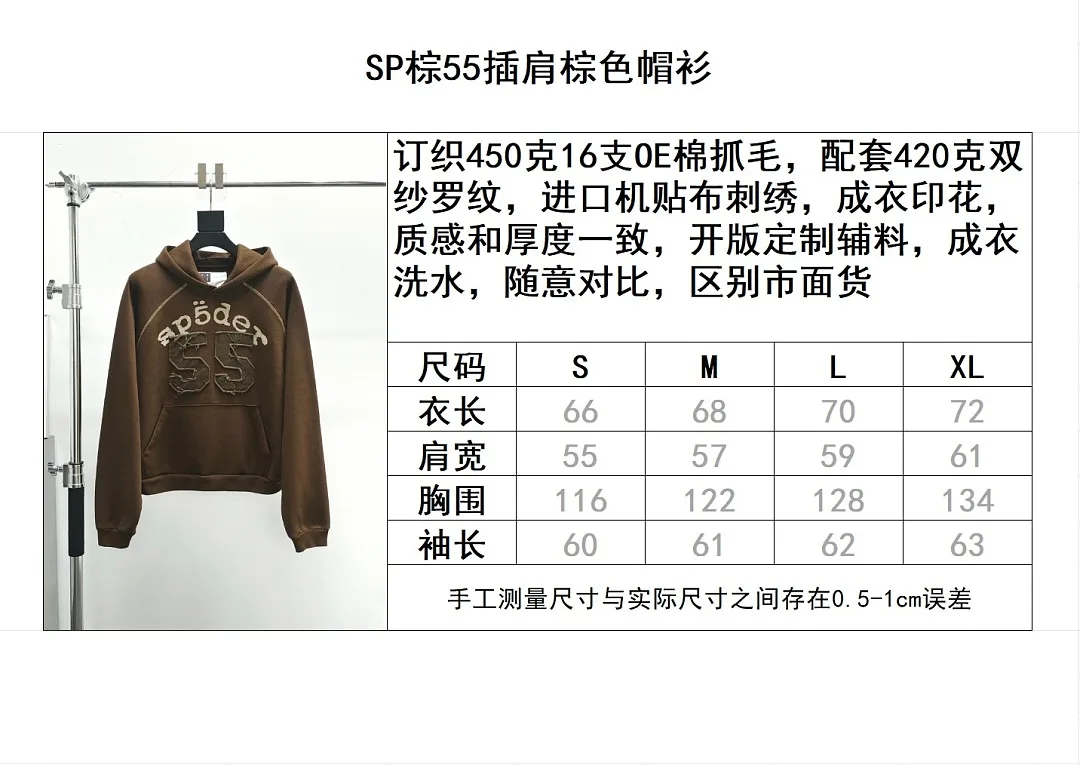 SP棕55插肩棕色帽衫
订织450克16支OE棉抓毛，配套420克双
纱罗纹，进口机贴布刺绣，成衣印花，
质感和厚度一致，开版定制辅料，成衣
洗水，随意对比，区别市面货
sp5der
55
尺码 S M L XL
衣长 66 68 70 72
肩宽 55 57 59 61
胸围 116 122 128 134
袖长 60 61 62 63
手工测量尺寸与实际尺寸之间存在0.5-1cm误差